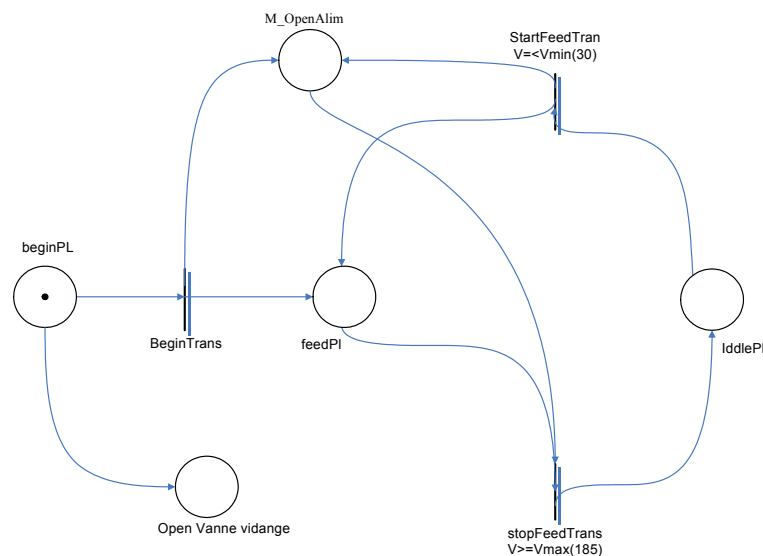 M_OpenAlim
StartFeedTran
V=<Vmin(30)
beginPL
BeginTrans
feedPl
IddlePl
Open Vanne vidange
stopFeedTrans
V>=Vmax(185)